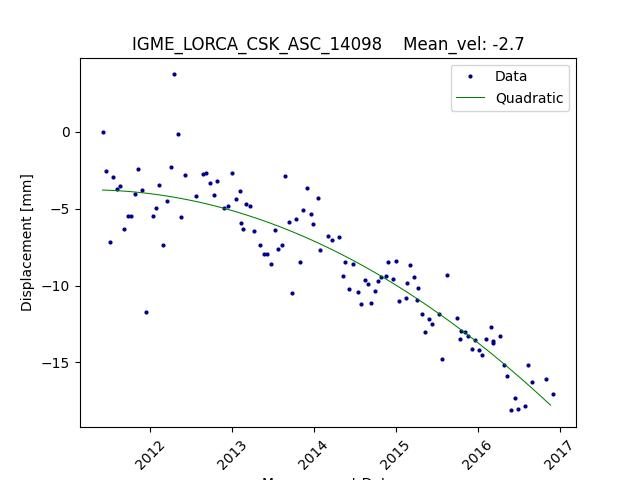 IGME_LORCA_CSK_ASC_14098    Mean_vel: -2.7
Data
Quadratic
Displacement [mm]
0
−5
−10
−15
2012
2013
2014
2015
2016
2017